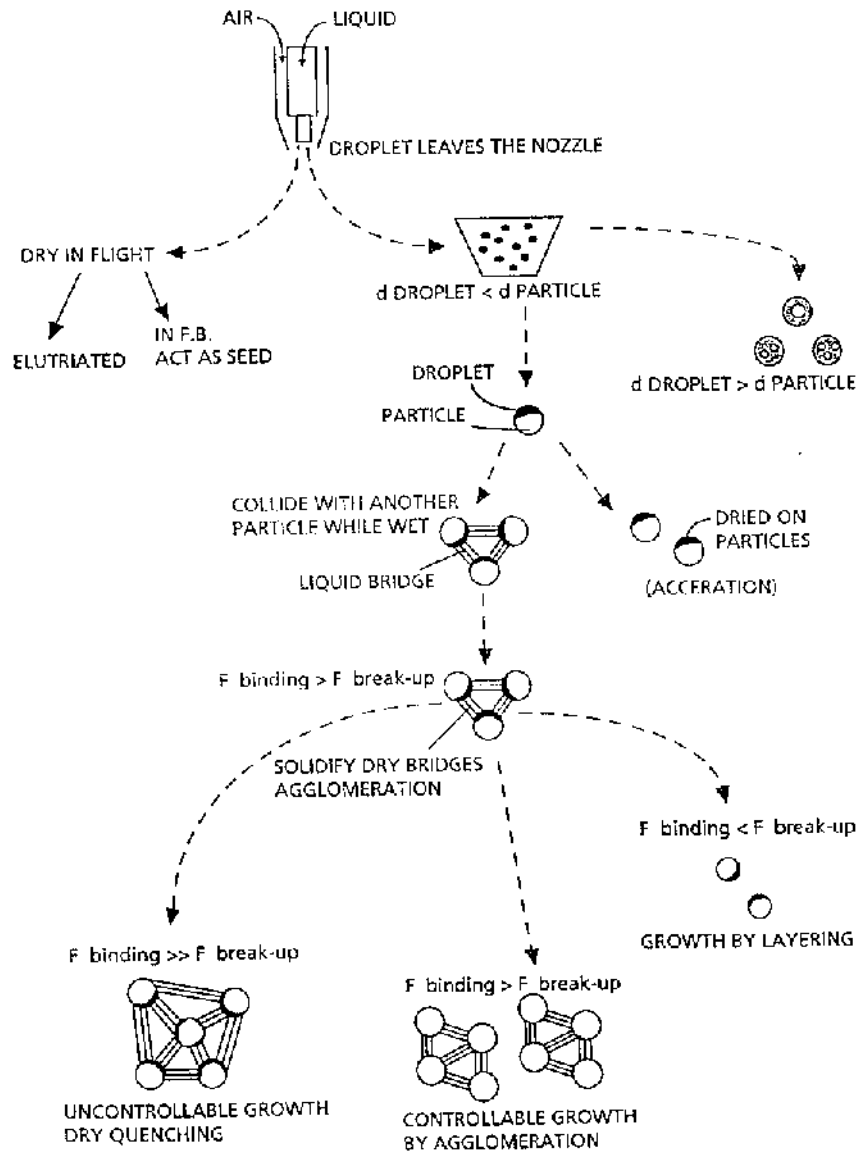 AIR
LIQUID
DROPLET LEAVES THE NOZZLE
DRY IN FLIGHT
ELUTRIATED
IN F.B.
ACT AS SEED
d DROPLET < d PARTICLE
d DROPLET > d PARTICLE
DROPLET
PARTICLE
COLLIDE WITH ANOTHER
PARTICLE WHILE WET
LIQUID BRIDGE
DRIED ON
PARTICLES
(ACCERATION)
F binding > F break-up
SOLIDIFY DRY BRIDGES
AGGLOMERATION
F binding < F break-up
GROWTH BY LAYERING
F binding >> F break-up
UNCONTROLLABLE GROWTH
DRY QUENCHING
F binding > F break-up
CONTROLLABLE GROWTH
BY AGGLOMERATION